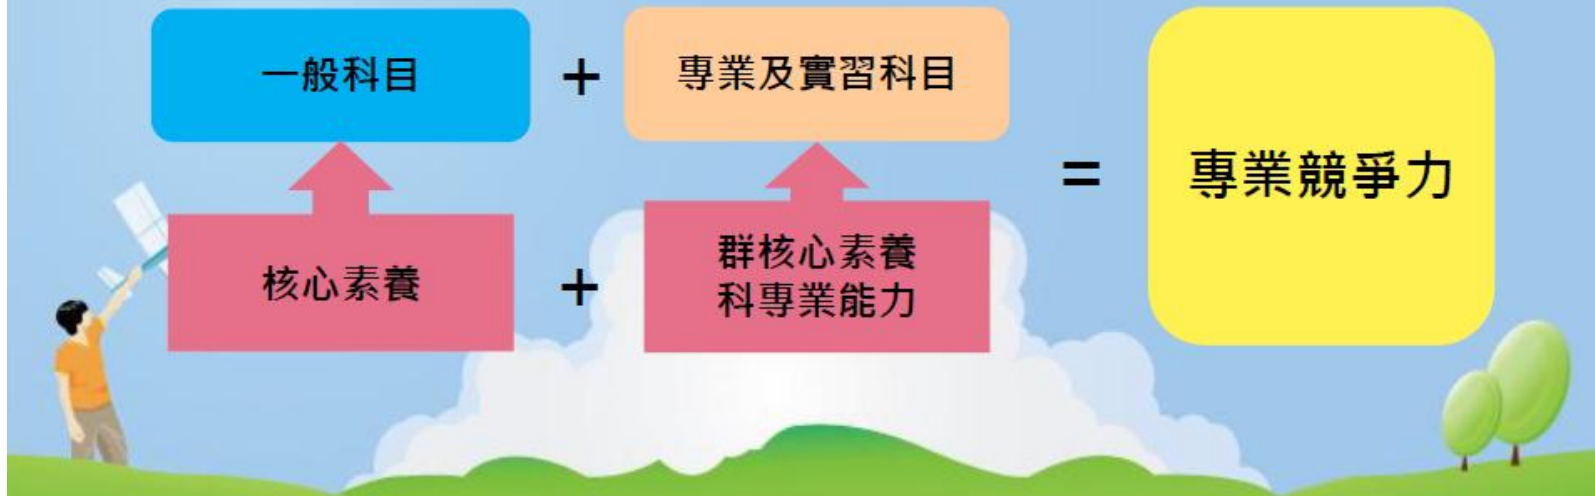 一般科目
+
專業及實習科目
=
專業競爭力
核心素養
+
群核心素養
科專業能力